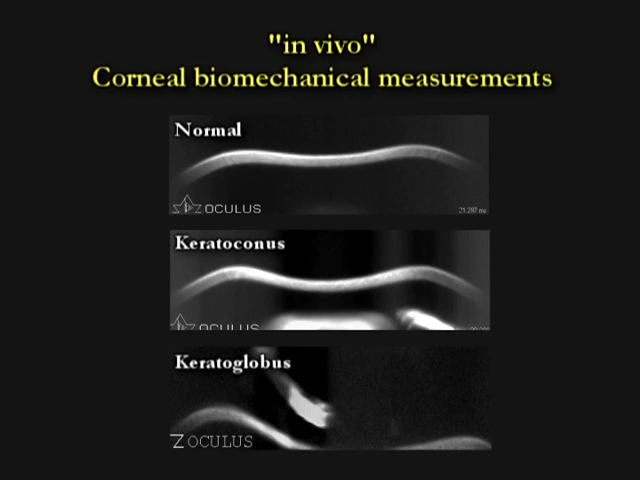 "in vivo"
Corneal biomechanical measurements
Normal
OCULUS
21.297 ms
Keratoconus
OCULUS
Keratoglobus
OCULUS